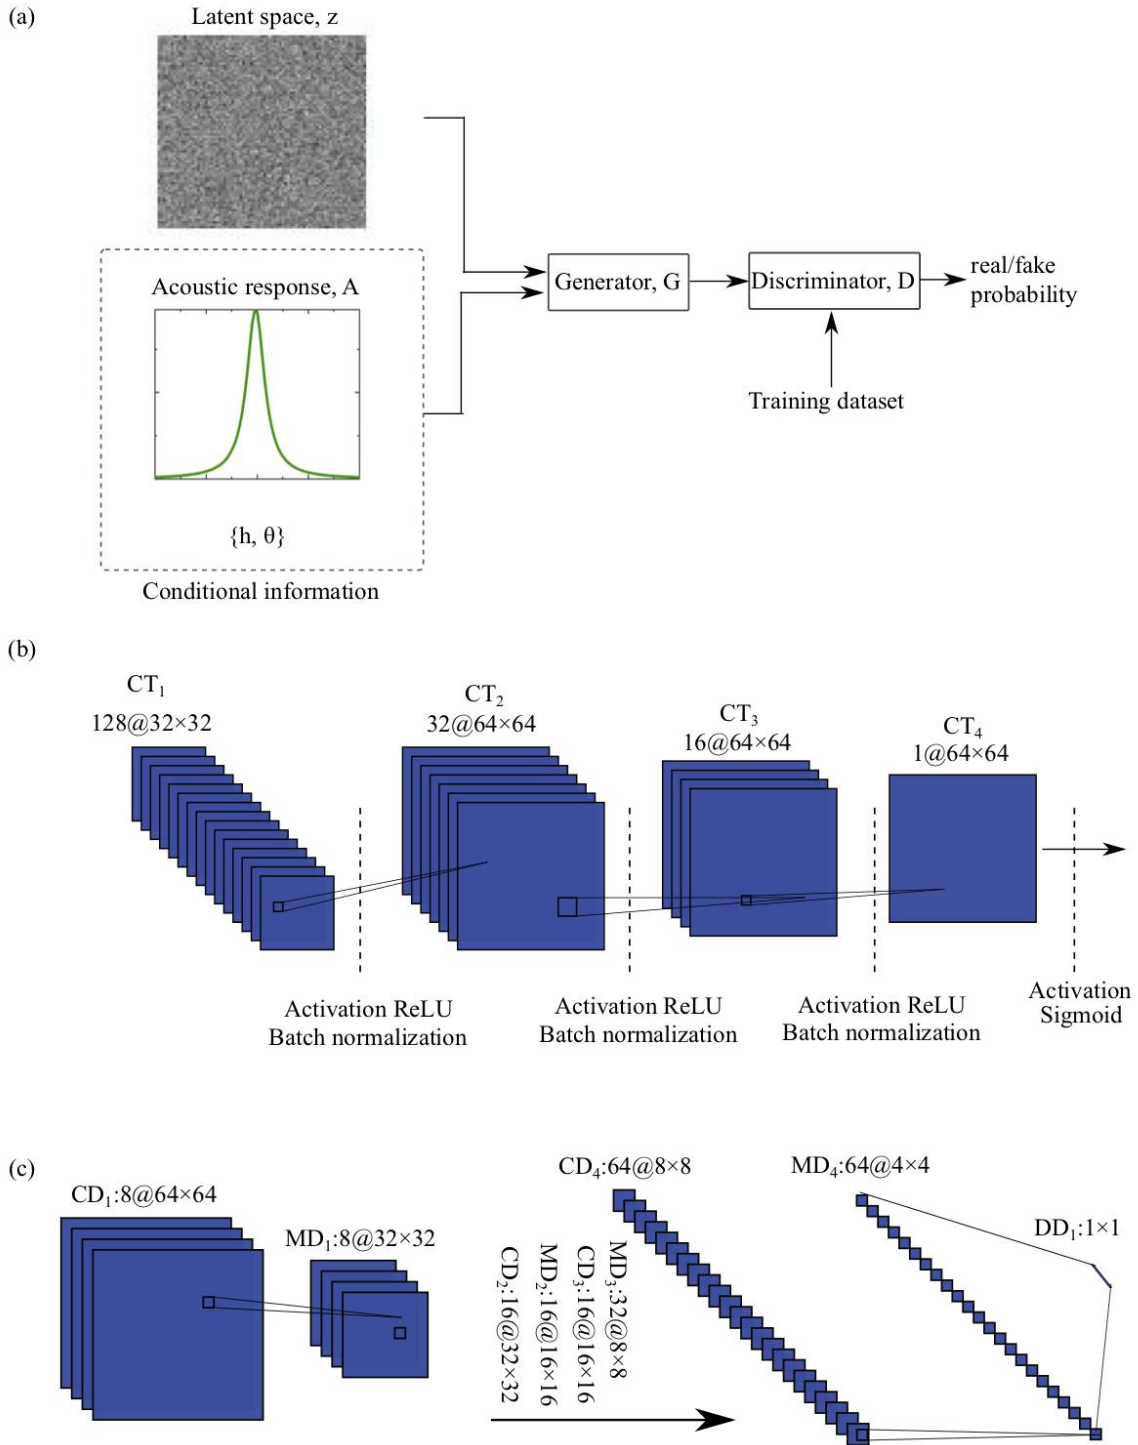 (a)
Latent space, z
Acoustic response, A
{h, θ}
Conditional information
Generator, G
Discriminator, D
real/fake
probability
Training dataset
(b)
CT₁
128@32×32
CT₂
32@64×64
CT₃
16@64×64
CT₄
1@64×64
Activation ReLU
Batch normalization
Activation ReLU
Batch normalization
Activation ReLU
Batch normalization
Activation
Sigmoid
(c)
CD₁:8@64×64
MD₁:8@32×32
CD₂:16@32×32
MD₂:16@16×16
CD₃:16@16×16
MD₃:32@8×8
CD₄:64@8×8
MD₄:64@4×4
DD₁:1×1